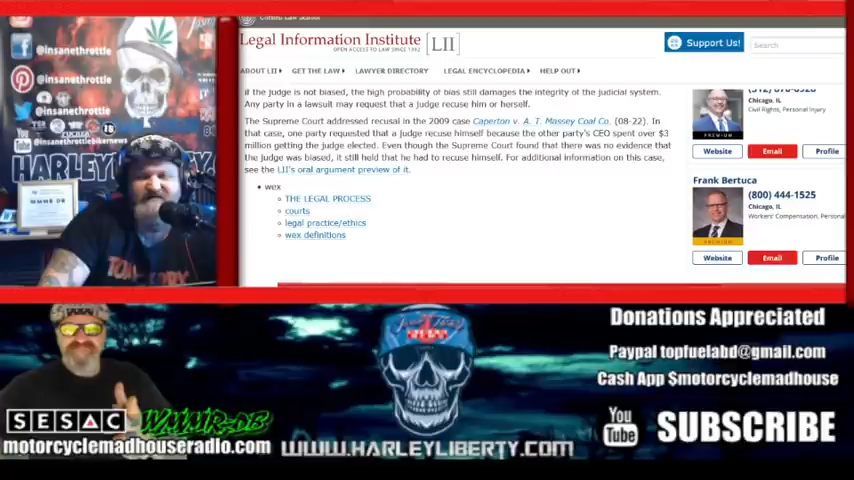 @insanethrottle
@insanethrottle
@insanethrottle
@insanethrottlebikernews
HARLEY
Legal Information Institute [LII]
OPEN ACCESS TO LAW SINCE 1992
Support Us!
Search
ABOUT LII
GET THE LAW
LAWYER DIRECTORY
LEGAL ENCYCLOPEDIA
HELP OUT
if the judge is not biased, the high probability of bias still damages the integrity of the judicial system.
Any party in a lawsuit may request that a judge recuse him or herself.
The Supreme Court addressed recusal in the 2009 case Caperton v. A. T. Massey Coal Co. (08-22). In
that case, one party requested that a judge recuse himself because the other party's CEO spent over $3
million getting the judge elected. Even though the Supreme Court found that there was no evidence that
the judge was biased, it still held that he had to recuse himself. For additional information on this case,
see the LII's oral argument preview of it.
wex
THE LEGAL PROCESS
courts
legal practice/ethics
wex definitions
Chicago, IL
Civil Rights, Personal Injury
PREMIUM
Website
Email
Profile
Frank Bertuca
(800) 444-1525
Chicago, IL
Workers' Compensation, Personal
Website
Email
Profile
SESAC
WMMR-DB
motorcyclemadhouseradio.com
WWW.HARLEYLIBERTY.COM
Donations Appreciated
Paypal topfuelabd@gmail.com
Cash App $motorcyclemadhouse
You
Tube
SUBSCRIBE